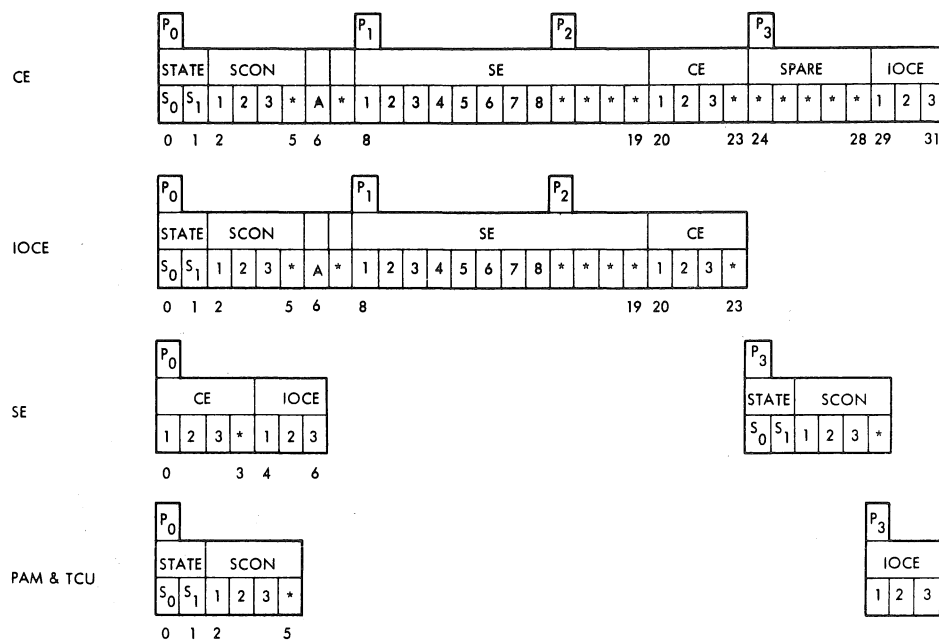 P0 P1 P2 P3
CE
STATE SCON SE CE SPARE IOCE
S0 S1 1 2 3 * A * 1 2 3 4 5 6 7 8 * * * * 1 2 3 * * * * * * 1 2 3
0 1 2 5 6 8 19 20 23 24 28 29 31
P0 P1 P2
IOCE
STATE SCON SE CE
S0 S1 1 2 3 * A * 1 2 3 4 5 6 7 8 * * * * 1 2 3 *
0 1 2 5 6 8 19 20 23
P0 P3
SE
CE IOCE STATE SCON
1 2 3 * 1 2 3 S0 S1 1 2 3 *
0 3 4 6
P0 P3
PAM & TCU
STATE SCON IOCE
S0 S1 1 2 3 * 1 2 3
0 1 2 5